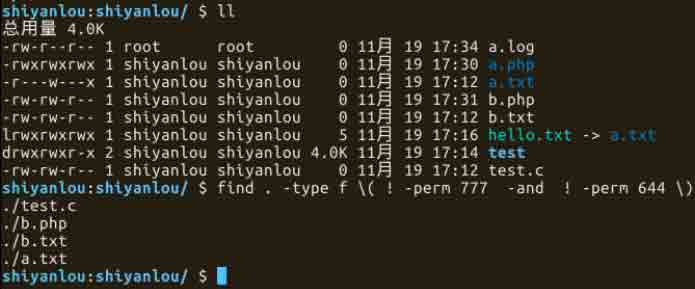 shiyanlou:shiyanlou/ $ ll
总用量 4.0K
-rw-r--r-- 1 root      root         0 11月 19 17:34 a.log
-rwxrwxrwx 1 shiyanlou shiyanlou    0 11月 19 17:30 a.php
-r---w---x 1 shiyanlou shiyanlou    0 11月 19 17:12 a.txt
-rw-rw-r-- 1 shiyanlou shiyanlou    0 11月 19 17:31 b.php
-rw-rw-r-- 1 shiyanlou shiyanlou    0 11月 19 17:12 b.txt
lrwxrwxrwx 1 shiyanlou shiyanlou    5 11月 19 17:16 hello.txt -> a.txt
drwxrwxr-x 2 shiyanlou shiyanlou 4.0K 11月 19 17:14 test
-rw-rw-r-- 1 shiyanlou shiyanlou    0 11月 19 17:12 test.c
shiyanlou:shiyanlou/ $ find . -type f \( ! -perm 777  -and  ! -perm 644 \)
./test.c
./b.php
./b.txt
./a.txt
shiyanlou:shiyanlou/ $